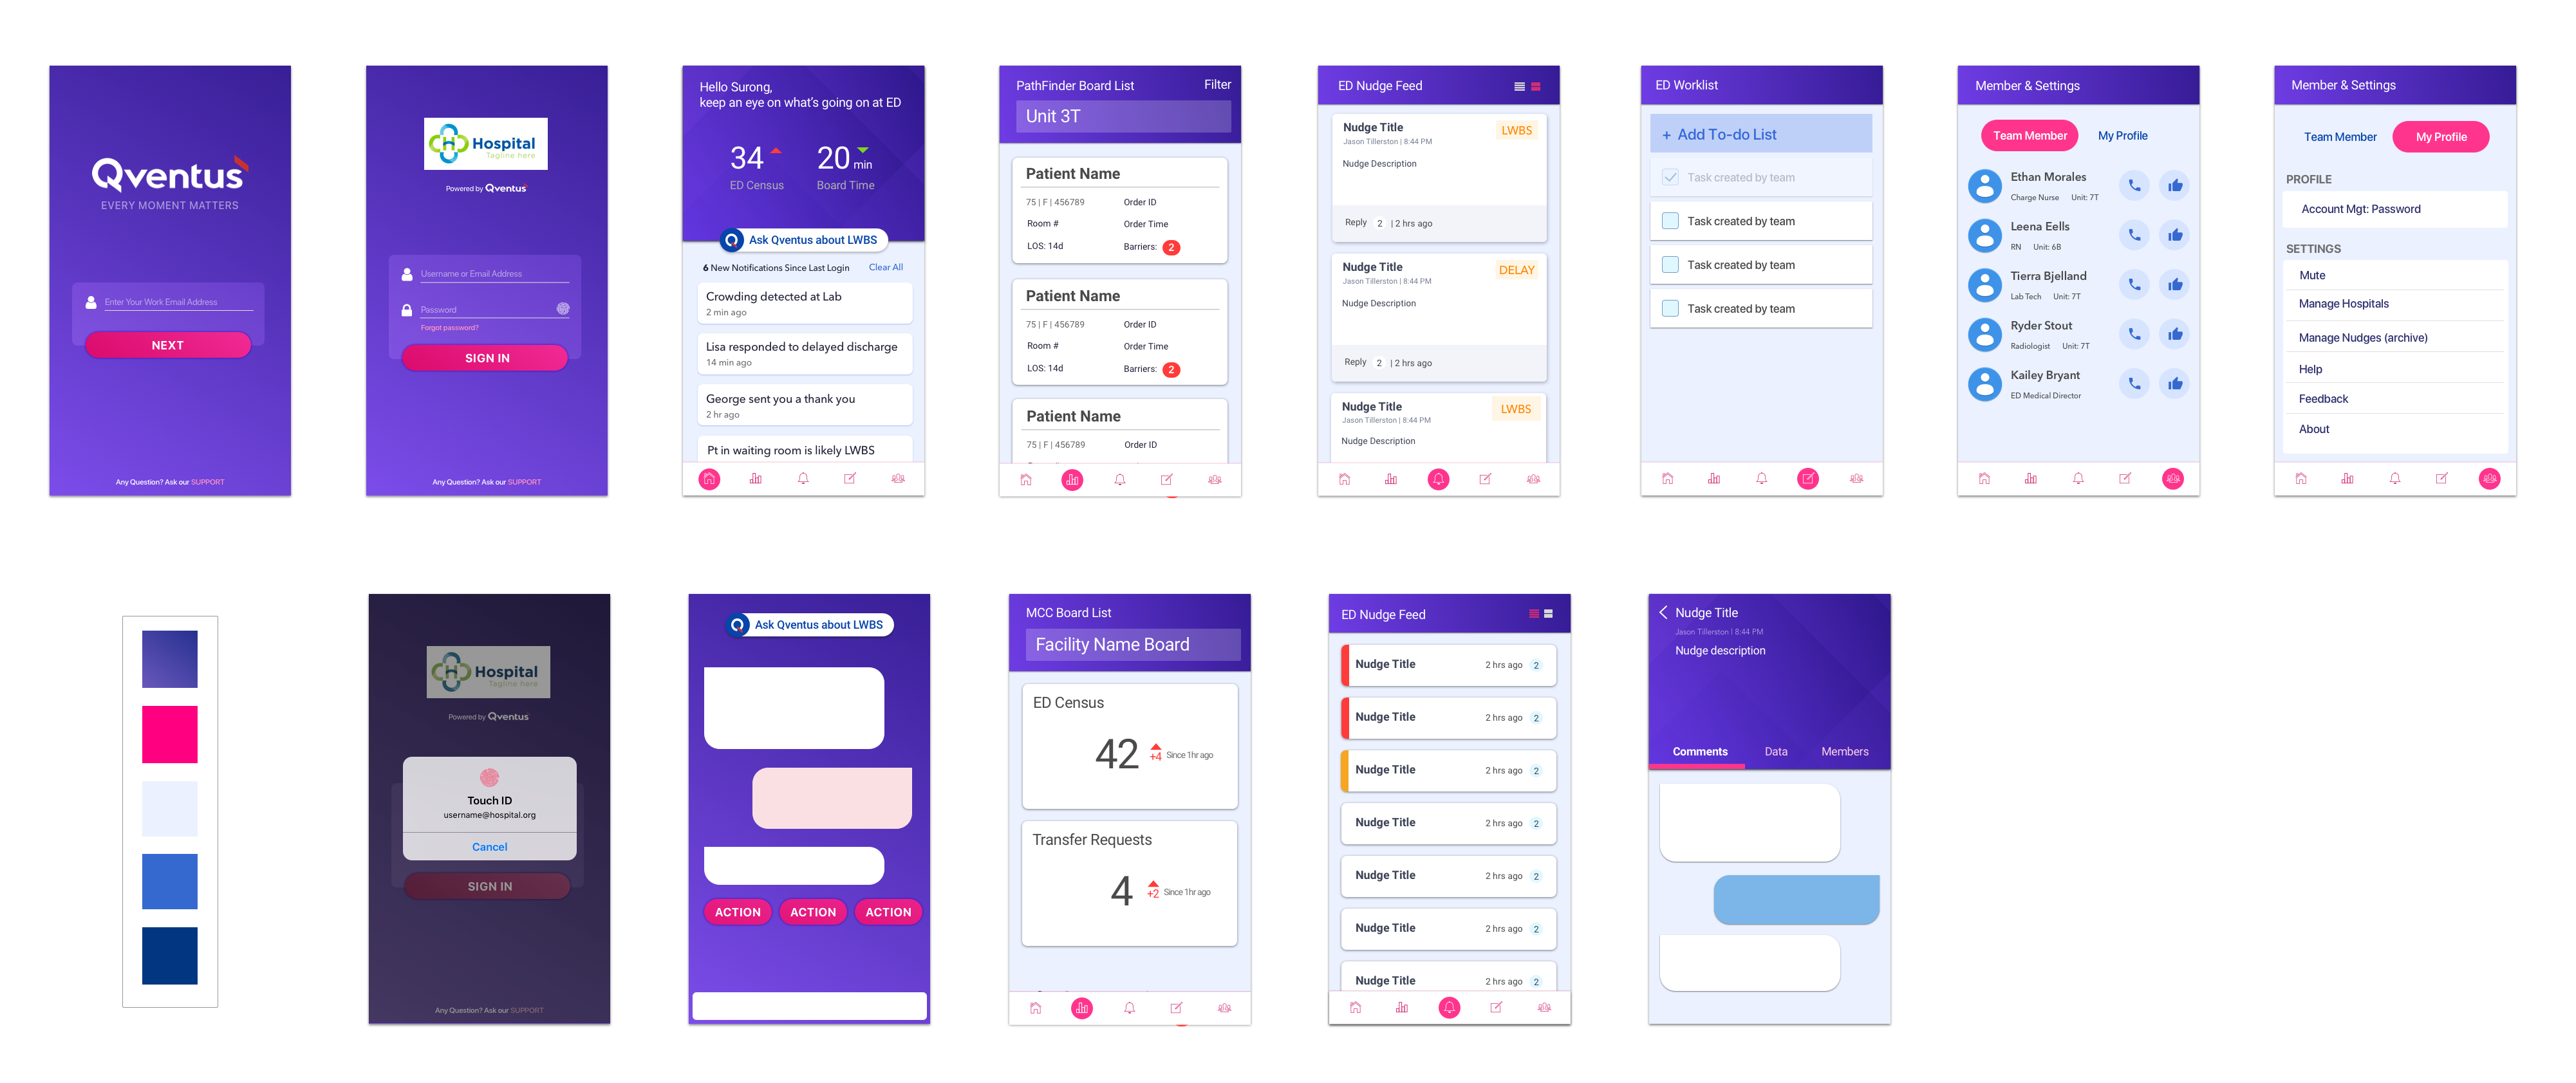 Qventus
EVERY MOMENT MATTERS
Enter Your Work Email Address
NEXT
Any Question? Ask our SUPPORT
H
Hospital
Tagline here
Powered by Qventus
Username or Email Address
Password
Forgot password?
SIGN IN
Any Question? Ask our SUPPORT
Hello Surong,
keep an eye on what's going on at ED
34
20 min
ED Census
Board Time
Q Ask Qventus about LWBS
6 New Notifications Since Last Login
Clear All
Crowding detected at Lab
2 min ago
Lisa responded to delayed discharge
14 min ago
George sent you a thank you
2 hr ago
Pt in waiting room is likely LWBS
PathFinder Board List
Filter
Unit 3T
Patient Name
75 | F | 456789
Order ID
Room #
Order Time
LOS: 14d
Barriers: 2
Patient Name
75 | F | 456789
Order ID
Room #
Order Time
LOS: 14d
Barriers: 2
Patient Name
75 | F | 456789
Order ID
ED Nudge Feed
Nudge Title
LWBS
Jason Tillerston | 8:44 PM
Nudge Description
Reply 2 | 2 hrs ago
Nudge Title
DELAY
Jason Tillerston | 8:44 PM
Nudge Description
Reply 2 | 2 hrs ago
Nudge Title
LWBS
Jason Tillerston | 8:44 PM
Nudge Description
ED Worklist
+ Add To-do List
Task created by team
Task created by team
Task created by team
Task created by team
Member & Settings
Team Member
My Profile
Ethan Morales
Charge Nurse Unit: 7T
Leena Eells
RN Unit: 6B
Tierra Bjelland
Lab Tech Unit: 7T
Ryder Stout
Radiologist Unit: 7T
Kailey Bryant
ED Medical Director
Member & Settings
Team Member
My Profile
PROFILE
Account Mgt: Password
SETTINGS
Mute
Manage Hospitals
Manage Nudges (archive)
Help
Feedback
About
H
Hospital
Tagline here
Powered by Qventus
Touch ID
username@hospital.org
Cancel
SIGN IN
Any Question? Ask our SUPPORT
Q Ask Qventus about LWBS
ACTION
ACTION
ACTION
MCC Board List
Facility Name Board
ED Census
42
+4
Since 1hr ago
Transfer Requests
4
+2
Since 1hr ago
ED Nudge Feed
Nudge Title 2 hrs ago 2
Nudge Title 2 hrs ago 2
Nudge Title 2 hrs ago 2
Nudge Title 2 hrs ago 2
Nudge Title 2 hrs ago 2
Nudge Title 2 hrs ago 2
Nudge Title 2 hrs ago 2
Nudge Title
Jason Tillerston | 8:44 PM
Nudge description
Comments
Data
Members